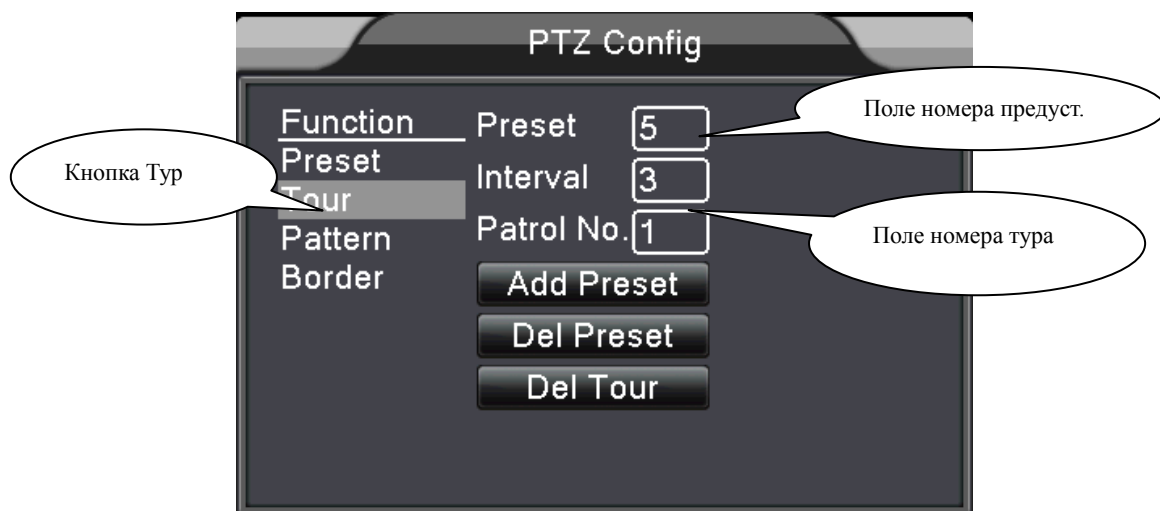 PTZ Config
Function
Preset
Tour
Pattern
Border
Preset 5
Interval 3
Patrol No. 1
Add Preset
Del Preset
Del Tour
Кнопка Тур
Поле номера предуст.
Поле номера тура